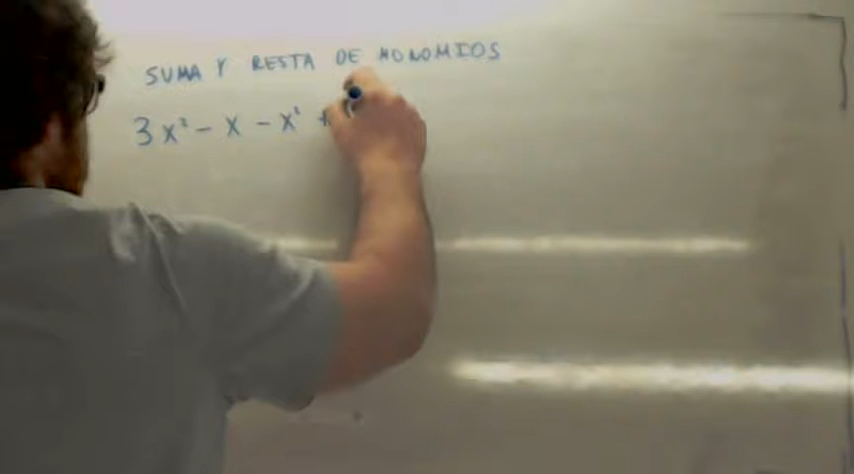 SUMA Y RESTA DE MONOMIOS
3x² - x - x² +